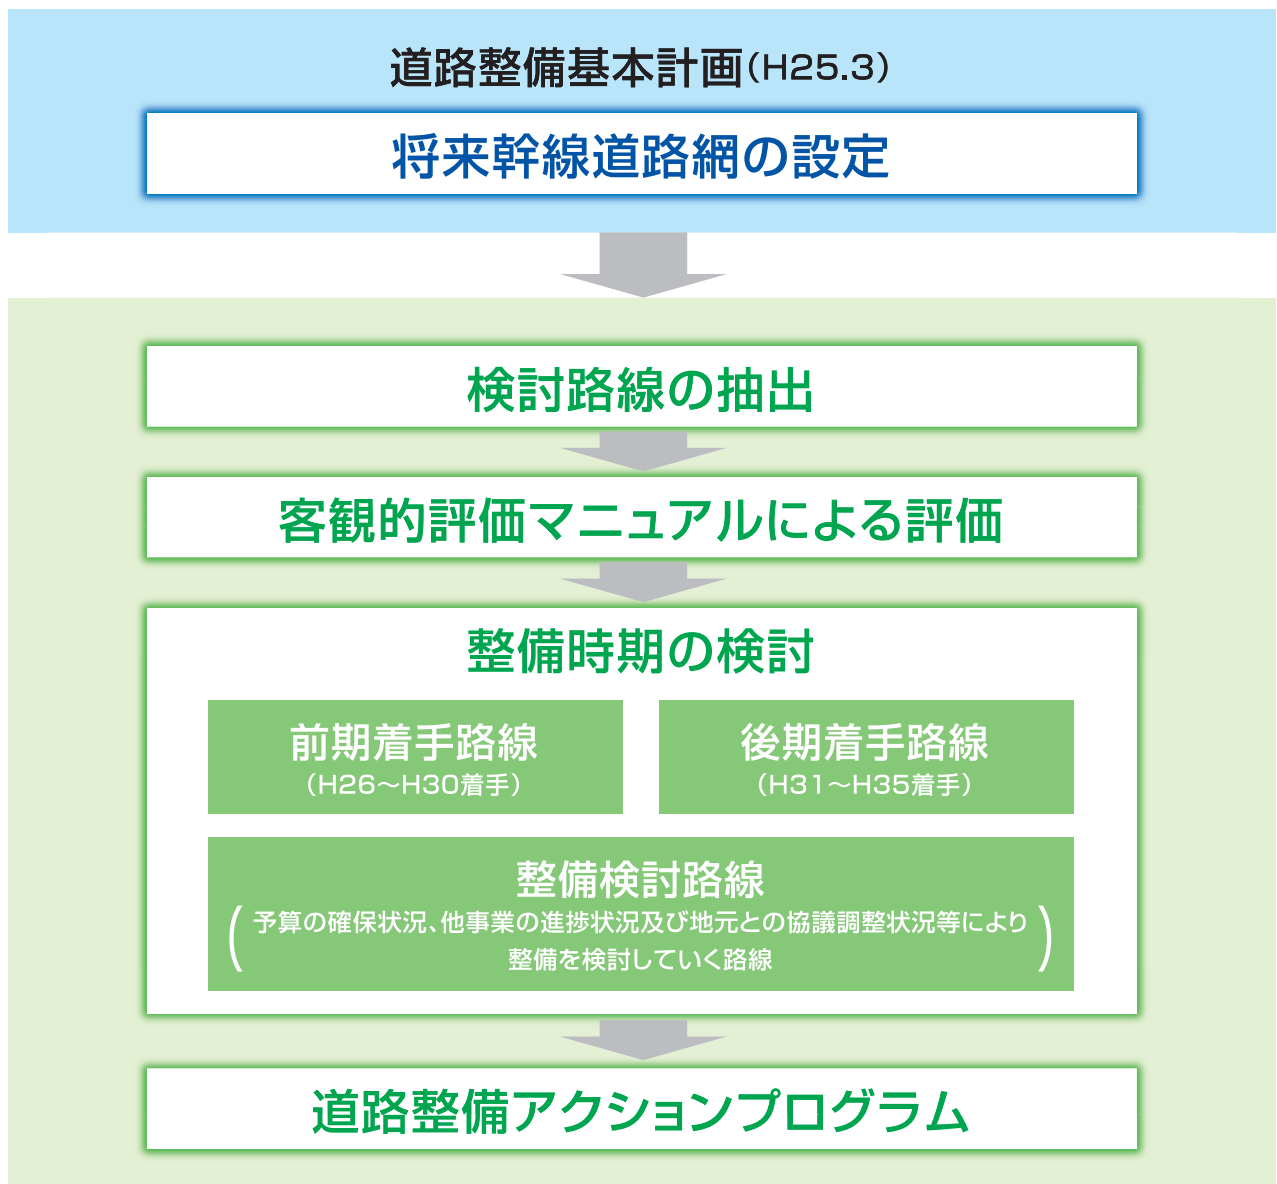 道路整備基本計画(H25.3)
将来幹線道路網の設定
検討路線の抽出
客観的評価マニュアルによる評価
整備時期の検討
前期着手路線
(H26～H30着手)
後期着手路線
(H31～H35着手)
整備検討路線
(予算の確保状況、他事業の進捗状況及び地元との協議調整状況等により
整備を検討していく路線)
道路整備アクションプログラム